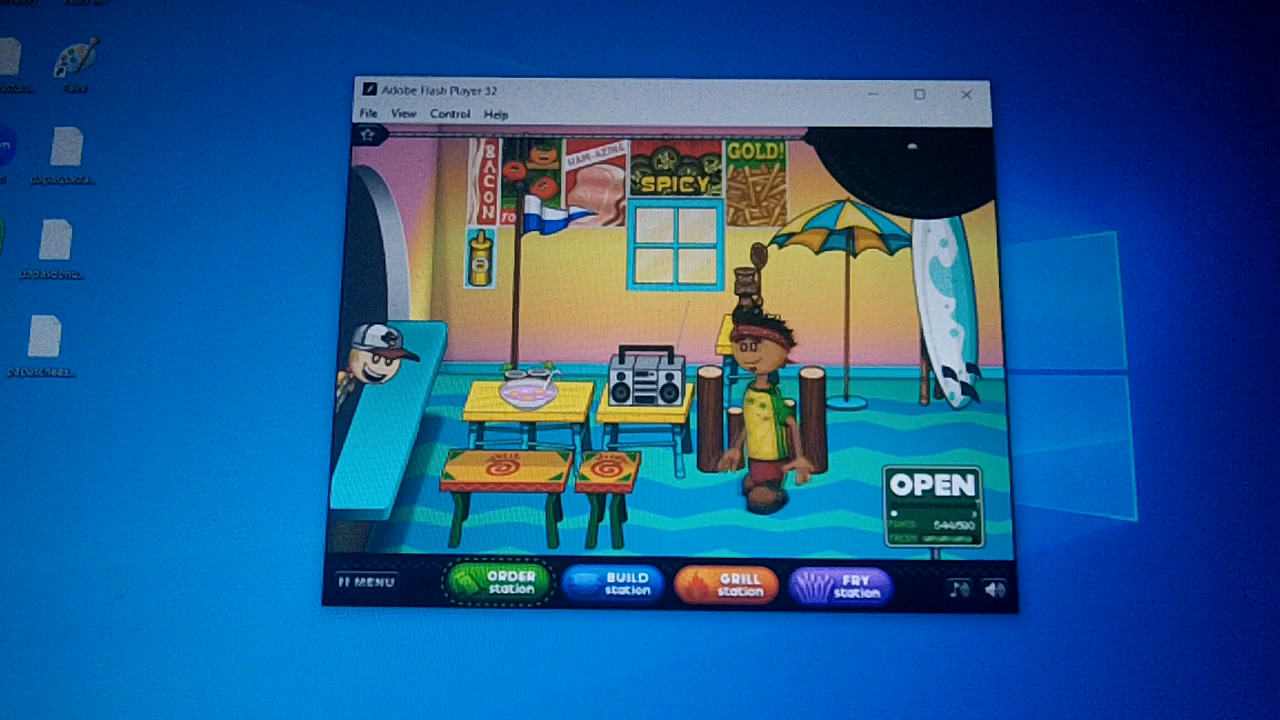 Paint
Adobe Flash Player 32
File View Control Help
BACON
HAM-AZING
SPICY
GOLD!
OPEN
MENU
ORDER station
BUILD station
GRILL station
FRY station